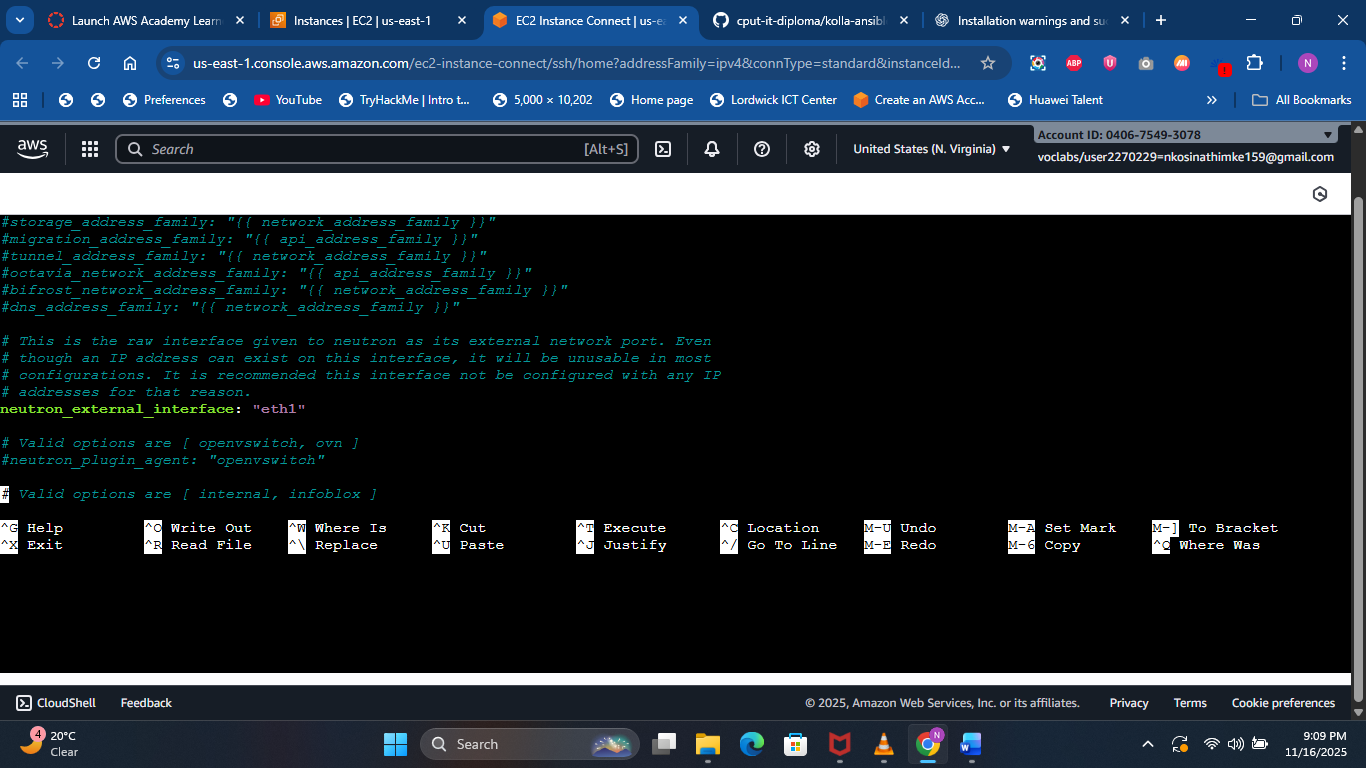 Launch AWS Academy Learn
Instances | EC2 | us-east-1
EC2 Instance Connect | us-ea
cput-it-diploma/kolla-ansibl
Installation warnings and su
us-east-1.console.aws.amazon.com/ec2-instance-connect/ssh/home?addressFamily=ipv4&connType=standard&instanceId...
ABP
N
Preferences
YouTube
TryHackMe | Intro t...
5,000 × 10,202
Home page
Lordwick ICT Center
Create an AWS Acc...
Huawei Talent
»
All Bookmarks
aws
Search
[Alt+S]
United States (N. Virginia)
Account ID: 0406-7549-3078
voclabs/user2270229=nkosinathimke159@gmail.com
#storage_address_family: "{{ network_address_family }}"
#migration_address_family: "{{ api_address_family }}"
#tunnel_address_family: "{{ network_address_family }}"
#octavia_network_address_family: "{{ api_address_family }}"
#bifrost_network_address_family: "{{ network_address_family }}"
#dns_address_family: "{{ network_address_family }}"
# This is the raw interface given to neutron as its external network port. Even
# though an IP address can exist on this interface, it will be unusable in most
# configurations. It is recommended this interface not be configured with any IP
# addresses for that reason.
neutron_external_interface: "eth1"
# Valid options are [ openvswitch, ovn ]
#neutron_plugin_agent: "openvswitch"
# Valid options are [ internal, infoblox ]
^G Help ^O Write Out ^W Where Is ^K Cut ^T Execute ^C Location M-U Undo M-A Set Mark M-] To Bracket
^X Exit ^R Read File ^\ Replace ^U Paste ^J Justify ^/ Go To Line M-E Redo M-6 Copy ^Q Where Was
CloudShell
Feedback
© 2025, Amazon Web Services, Inc. or its affiliates.
Privacy
Terms
Cookie preferences
4
20°C
Clear
Search
N
9:09 PM
11/16/2025